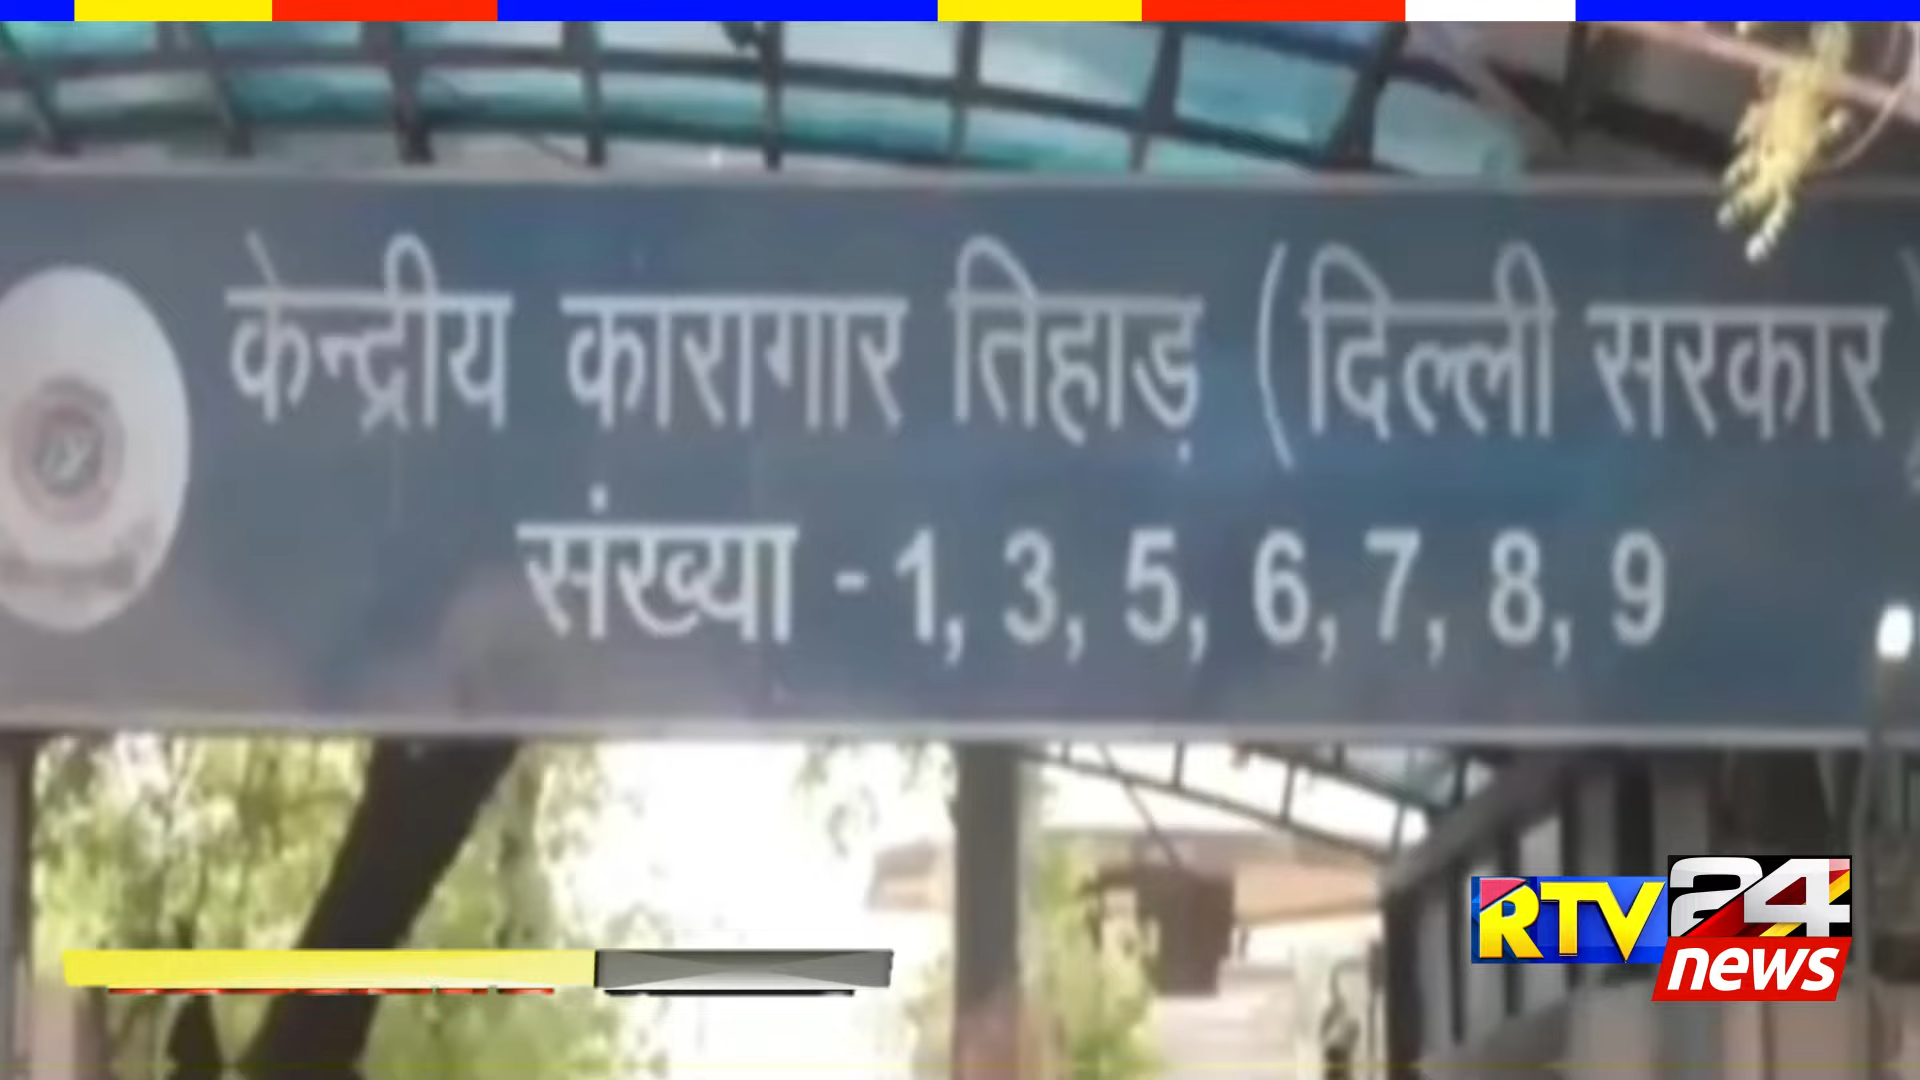 केन्द्रीय कारागार तिहाड़ (दिल्ली सरकार)
संख्या - 1, 3, 5, 6, 7, 8, 9
RTV 24
news